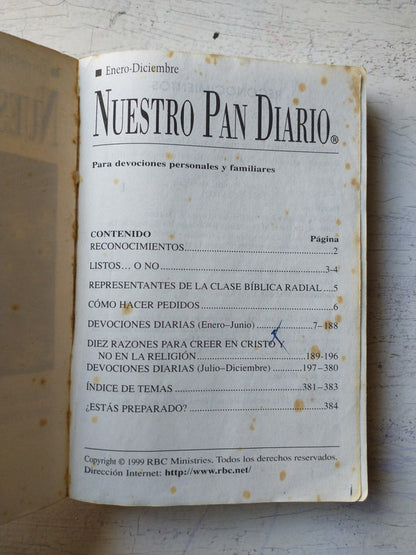 ■ Enero-Diciembre
NUESTRO PAN DIARIO®
Para devociones personales y familiares
CONTENIDO Página
RECONOCIMIENTOS..........................................2
LISTOS... O NO..................................................3-4
REPRESENTANTES DE LA CLASE BÍBLICA RADIAL....5
CÓMO HACER PEDIDOS.......................................6
DEVOCIONES DIARIAS (Enero-Junio)...............7-188
DIEZ RAZONES PARA CREER EN CRISTO Y
NO EN LA RELIGIÓN..............................189-196
DEVOCIONES DIARIAS (Julio-Diciembre).........197-380
ÍNDICE DE TEMAS.......................................381-383
¿ESTÁS PREPARADO?.......................................384
Copyright © 1999 RBC Ministries. Todos los derechos reservados.
Dirección Internet: http://www.rbc.net/